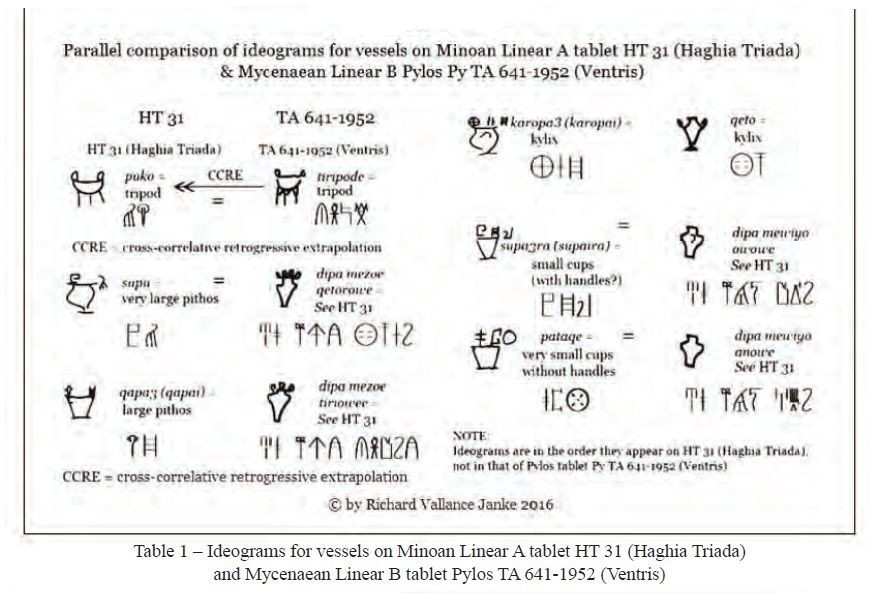 Parallel comparison of ideograms for vessels on Minoan Linear A tablet HT 31 (Haghia Triada)
& Mycenaean Linear B Pylos Py TA 641-1952 (Ventris)
HT 31
TA 641-1952
HT 31 (Haghia Triada)
TA 641-1952 (Ventris)
puko =
tripod
CCRE
=
tiripode =
tripod
CCRE = cross-correlative retrogressive extrapolation
supu =
very large pithos
=
dipa mezoe
qetorowe =
See HT 31
qapa3 (qapai) =
large pithos
dipa mezoe
tiriowee =
See HT 31
CCRE = cross-correlative retrogressive extrapolation
karopa3 (karopai) =
kylix
qeto =
kylix
supa3ra (supaira) =
small cups
(with handles?)
=
dipa mewiyo
owowe
See HT 31
pataqe =
very small cups
without handles
=
dipa mewiyo
anowe
See HT 31
NOTE:
Ideograms are in the order they appear on HT 31 (Haghia Triada),
not in that of Pylos tablet Py TA 641-1952 (Ventris)
© by Richard Vallance Janke 2016
Table 1 – Ideograms for vessels on Minoan Linear A tablet HT 31 (Haghia Triada)
and Mycenaean Linear B tablet Pylos TA 641-1952 (Ventris)